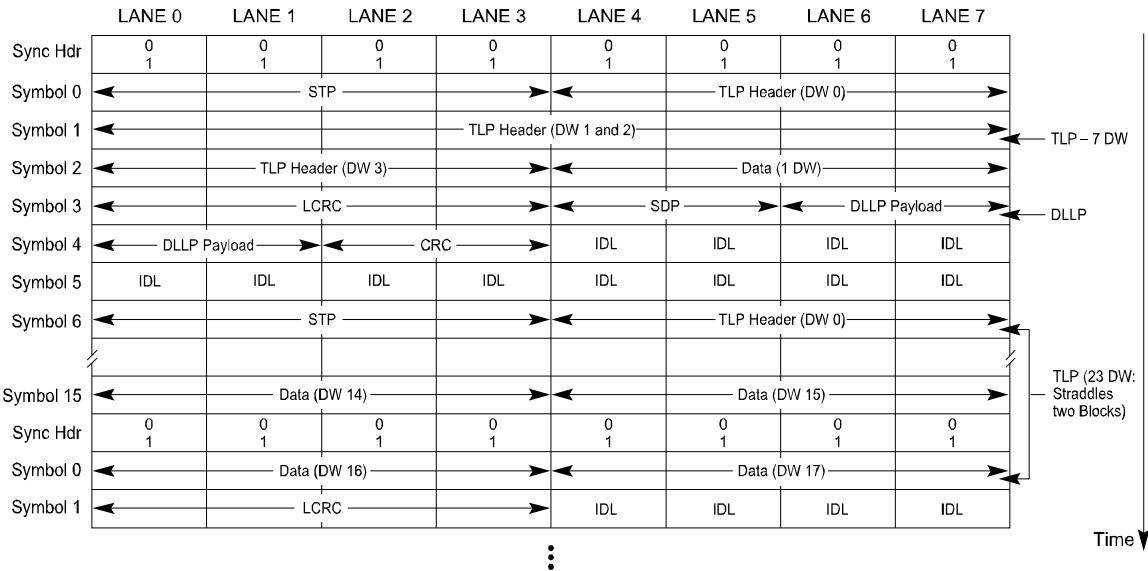 LANE 0 LANE 1 LANE 2 LANE 3 LANE 4 LANE 5 LANE 6 LANE 7
Sync Hdr 0 0 0 0 0 0 0 0
1 1 1 1 1 1 1 1
Symbol 0 STP TLP Header (DW 0)
Symbol 1 TLP Header (DW 1 and 2)
TLP – 7 DW
Symbol 2 TLP Header (DW 3) Data (1 DW)
Symbol 3 LCRC SDP DLLP Payload
DLLP
Symbol 4 DLLP Payload CRC IDL IDL IDL IDL
Symbol 5 IDL IDL IDL IDL IDL IDL IDL IDL
Symbol 6 STP TLP Header (DW 0)
TLP (23 DW:
Straddles
two Blocks)
Symbol 15 Data (DW 14) Data (DW 15)
Sync Hdr 0 0 0 0 0 0 0 0
1 1 1 1 1 1 1 1
Symbol 0 Data (DW 16) Data (DW 17)
Symbol 1 LCRC IDL IDL IDL IDL
Time